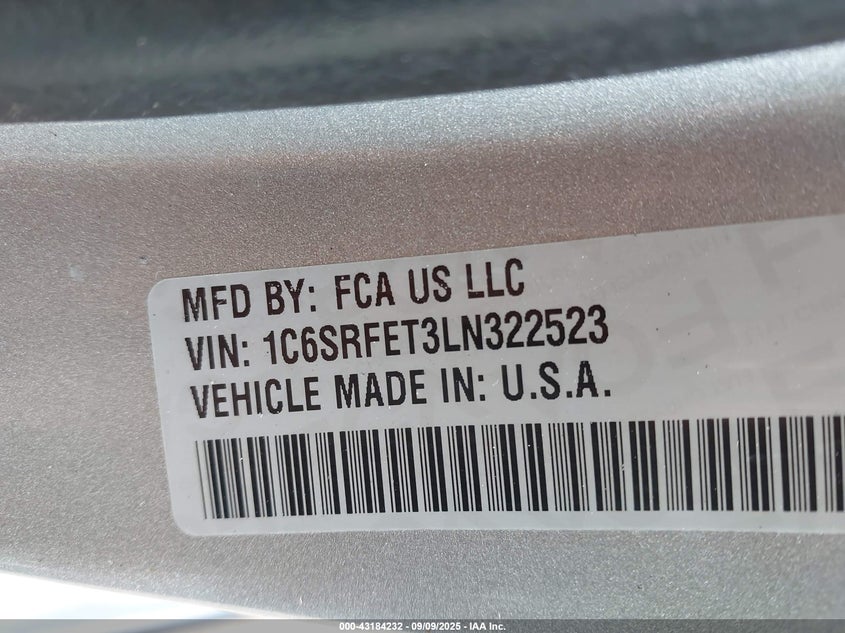 MFD BY: FCA US LLC
VIN: 1C6SRFET3LN322523
VEHICLE MADE IN: U.S.A.
000-43184232 - 09/09/2025 - IAA Inc.